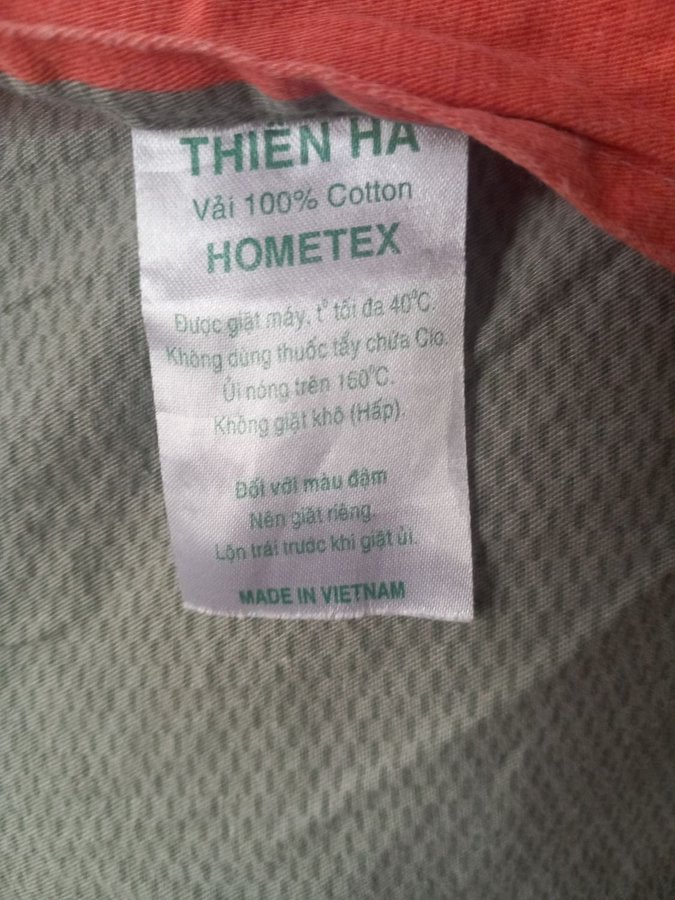 THIÊN HÀ
Vải 100% Cotton
HOMETEX
Được giặt máy, t° tối đa 40°C.
Không dùng thuốc tẩy chứa Clo.
Ủi nóng trên 160°C.
Không giặt khô (Hấp).
Đối với màu đậm
Nên giặt riêng.
Lộn trái trước khi giặt ủi.
MADE IN VIETNAM